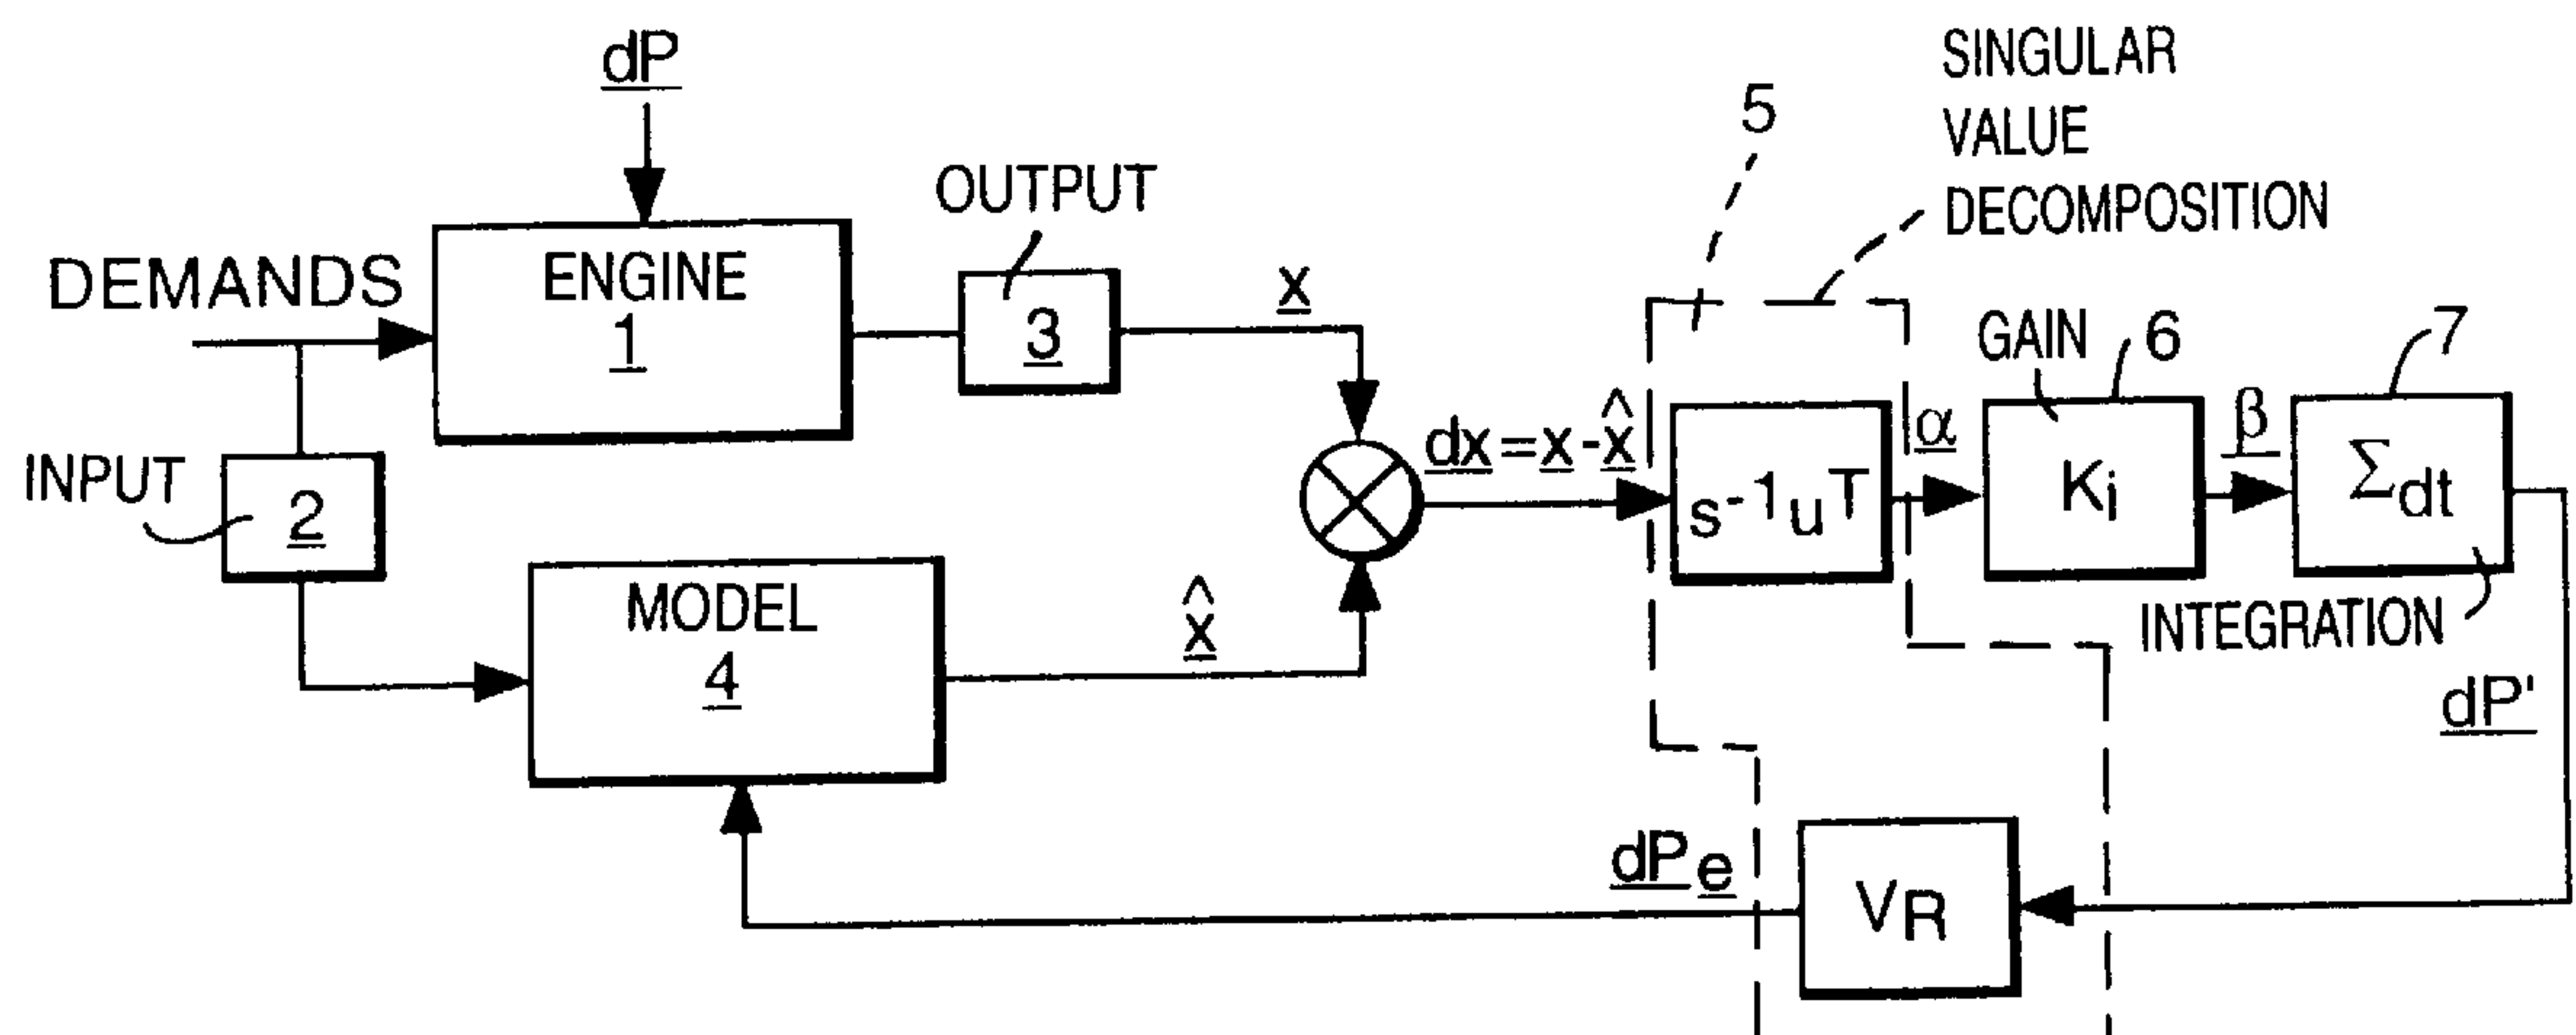 dP
SINGULAR
VALUE
DECOMPOSITION
5
OUTPUT
DEMANDS
ENGINE
1
3
x
GAIN
6
7
INPUT
2
dx = x - x̂
s⁻¹uᵀ
α
Kᵢ
β
Σdt
MODEL
4
x̂
INTEGRATION
dP'
dPe
VR